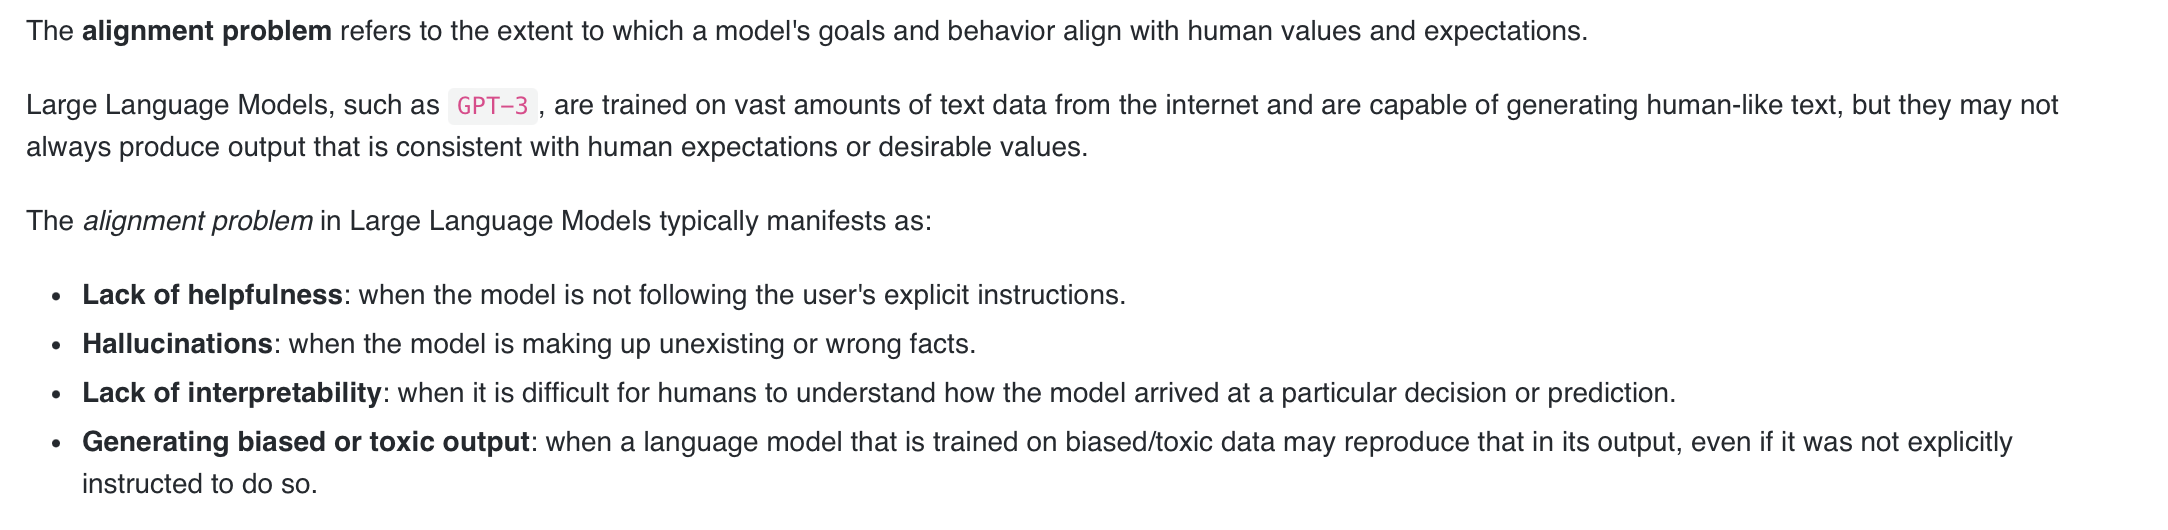 The alignment problem refers to the extent to which a model's goals and behavior align with human values and expectations.
Large Language Models, such as GPT-3, are trained on vast amounts of text data from the internet and are capable of generating human-like text, but they may not
always produce output that is consistent with human expectations or desirable values.
The alignment problem in Large Language Models typically manifests as:
• Lack of helpfulness: when the model is not following the user's explicit instructions.
• Hallucinations: when the model is making up unexisting or wrong facts.
• Lack of interpretability: when it is difficult for humans to understand how the model arrived at a particular decision or prediction.
• Generating biased or toxic output: when a language model that is trained on biased/toxic data may reproduce that in its output, even if it was not explicitly
instructed to do so.